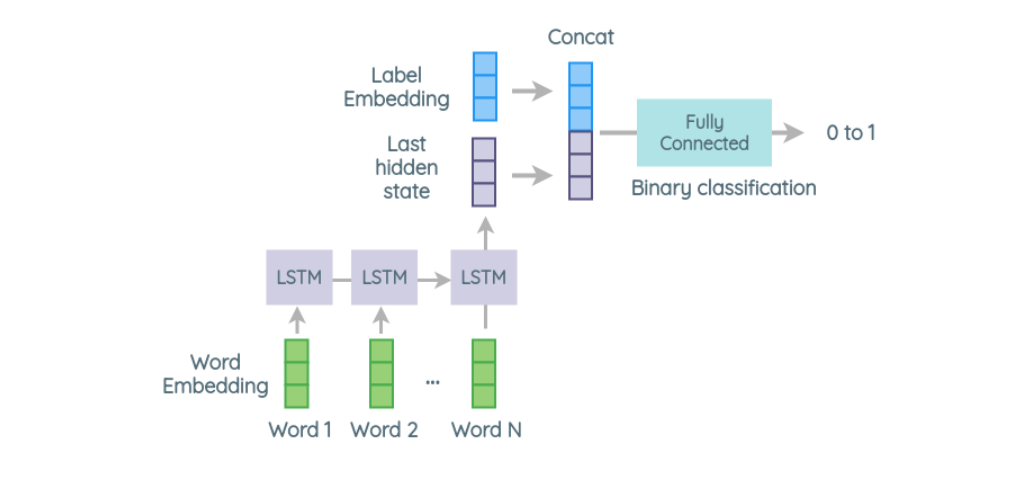 Concat
Label
Embedding
Last
hidden
state
Fully
Connected
0 to 1
Binary classification
LSTM
LSTM
LSTM
Word
Embedding
...
Word 1
Word 2
Word N